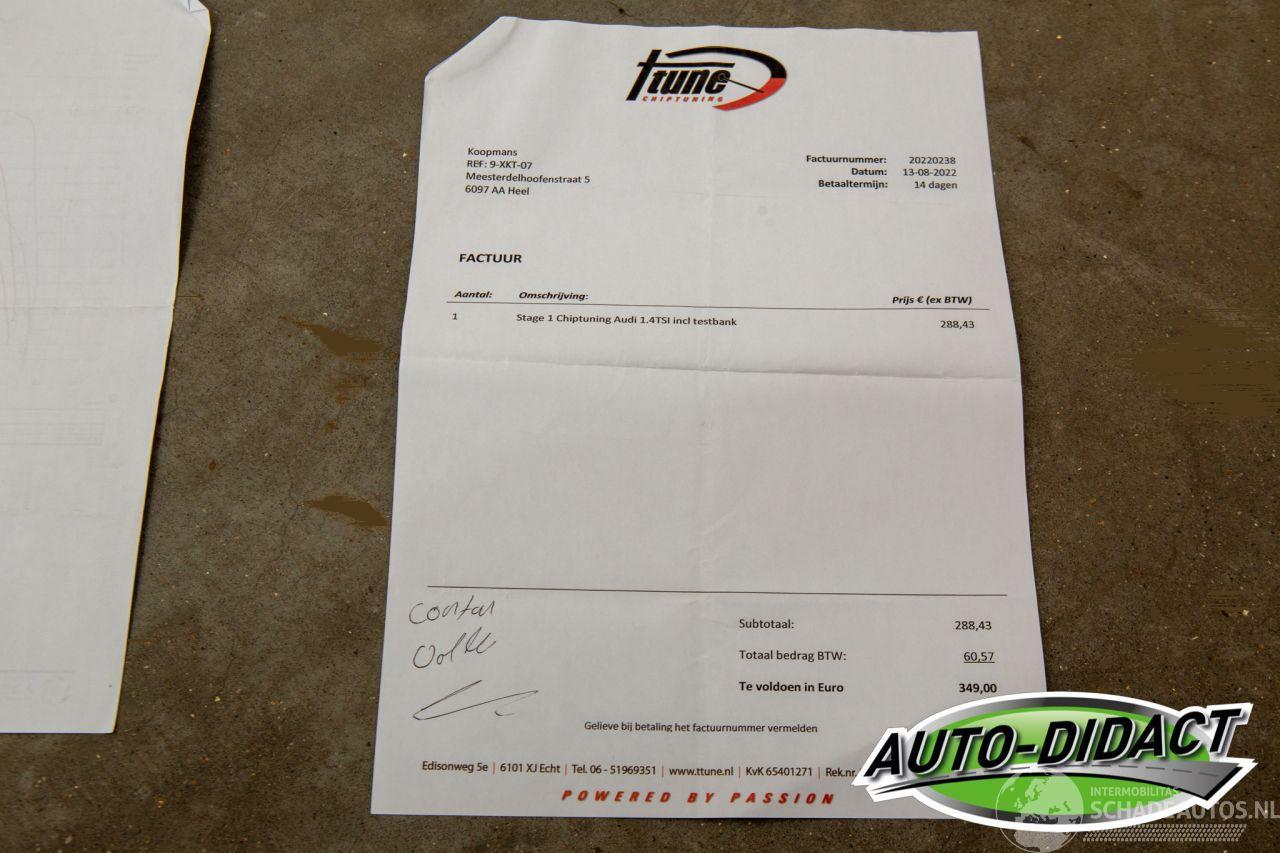 ttune
CHIPTUNING
Koopmans
REF: 9-XKT-07
Meesterdelhoofenstraat 5
6097 AA Heel
Factuurnummer: 20220238
Datum: 13-08-2022
Betaaltermijn: 14 dagen
FACTUUR
Aantal: Omschrijving: Prijs € (ex BTW)
1 Stage 1 Chiptuning Audi 1.4TSI incl testbank 288,43
Subtotaal: 288,43
Totaal bedrag BTW: 60,57
Te voldoen in Euro 349,00
Gelieve bij betaling het factuurnummer vermelden
Edisonweg 5e | 6101 XJ Echt | Tel. 06 - 51969351 | www.ttune.nl | KvK 65401271 | Rek.nr.
POWERED BY PASSION
AUTO-DIDACT
INTERMOBILITAS
SCHADEAUTOS.NL